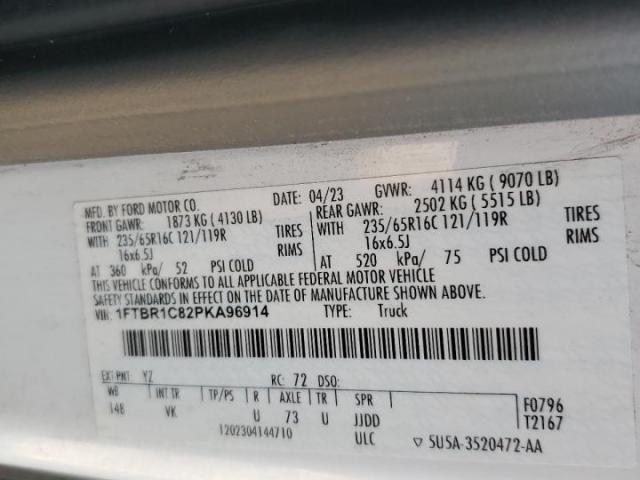 MFD. BY FORD MOTOR CO. DATE: 04/23 GVWR: 4114 KG ( 9070 LB)
FRONT GAWR: 1873 KG ( 4130 LB) REAR GAWR: 2502 KG ( 5515 LB)
WITH 235/65R16C 121/119R TIRES WITH 235/65R16C 121/119R TIRES
16x6.5J RIMS 16x6.5J RIMS
AT 360 kPa/ 52 PSI COLD AT 520 kPa/ 75 PSI COLD
THIS VEHICLE CONFORMS TO ALL APPLICABLE FEDERAL MOTOR VEHICLE
SAFETY STANDARDS IN EFFECT ON THE DATE OF MANUFACTURE SHOWN ABOVE.
VIN: 1FTBR1C82PKA96914 TYPE: Truck
EXT PNT: YZ RC: 72 DSO:
WB INT TR TP/PS R AXLE TR SPR F0796
148 VK U 73 U JJDD T2167
1202304144710 ULC ▽ 5U5A-3520472-AA